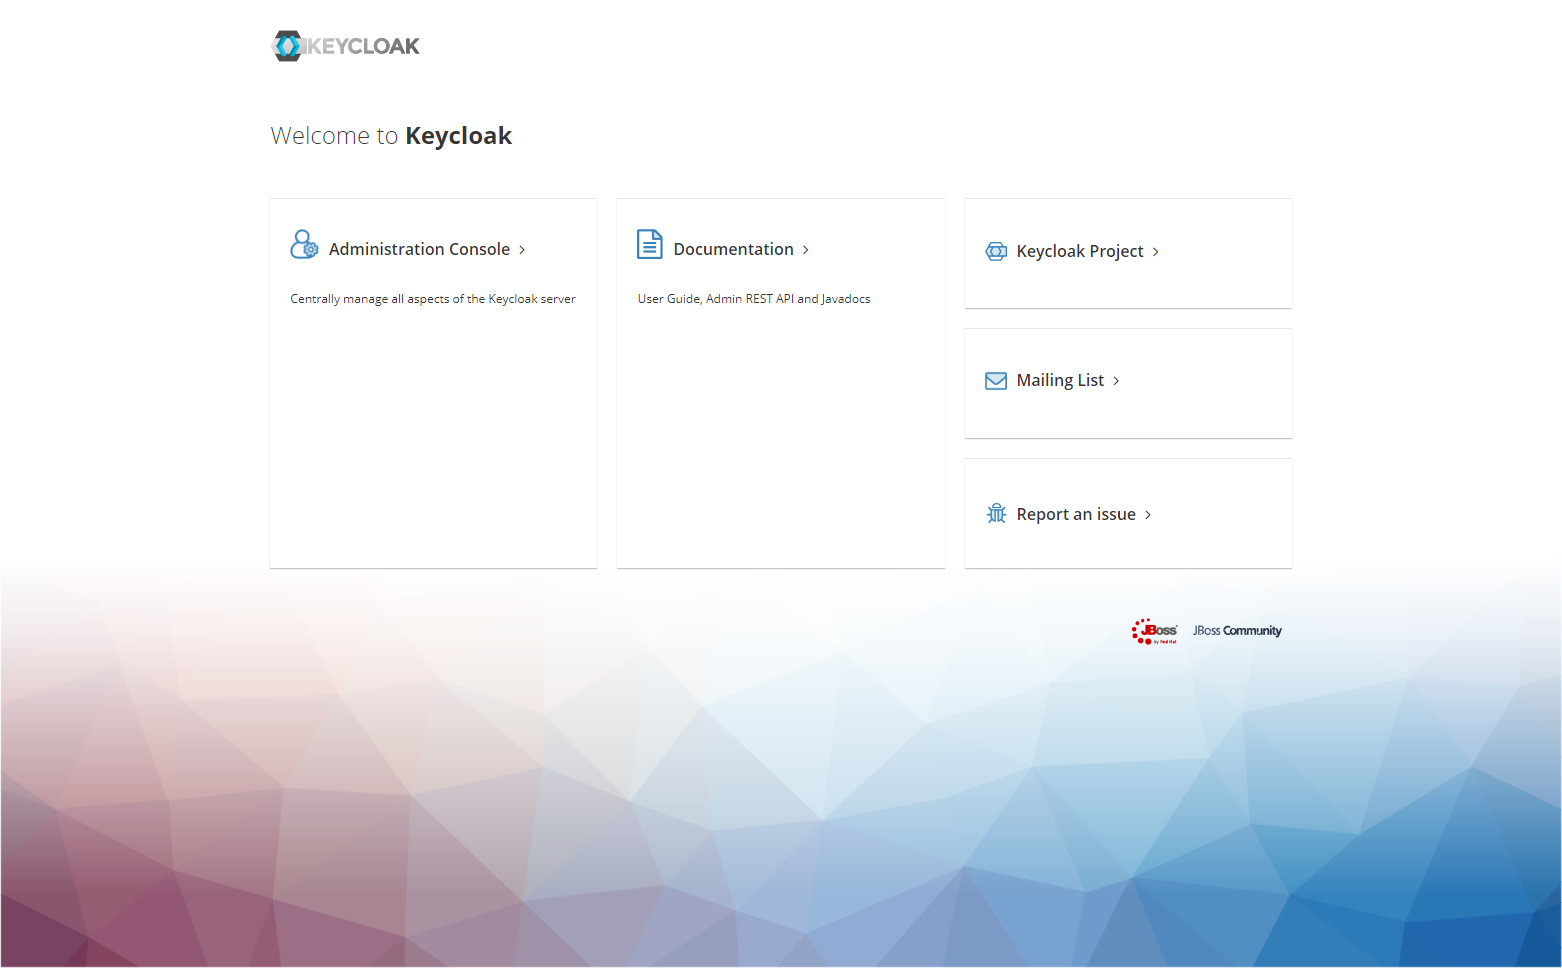 KEYCLOAK
Welcome to Keycloak
Administration Console
Centrally manage all aspects of the Keycloak server
Documentation
User Guide, Admin REST API and Javadocs
Keycloak Project
Mailing List
Report an issue
JBoss
by Red Hat
JBoss Community